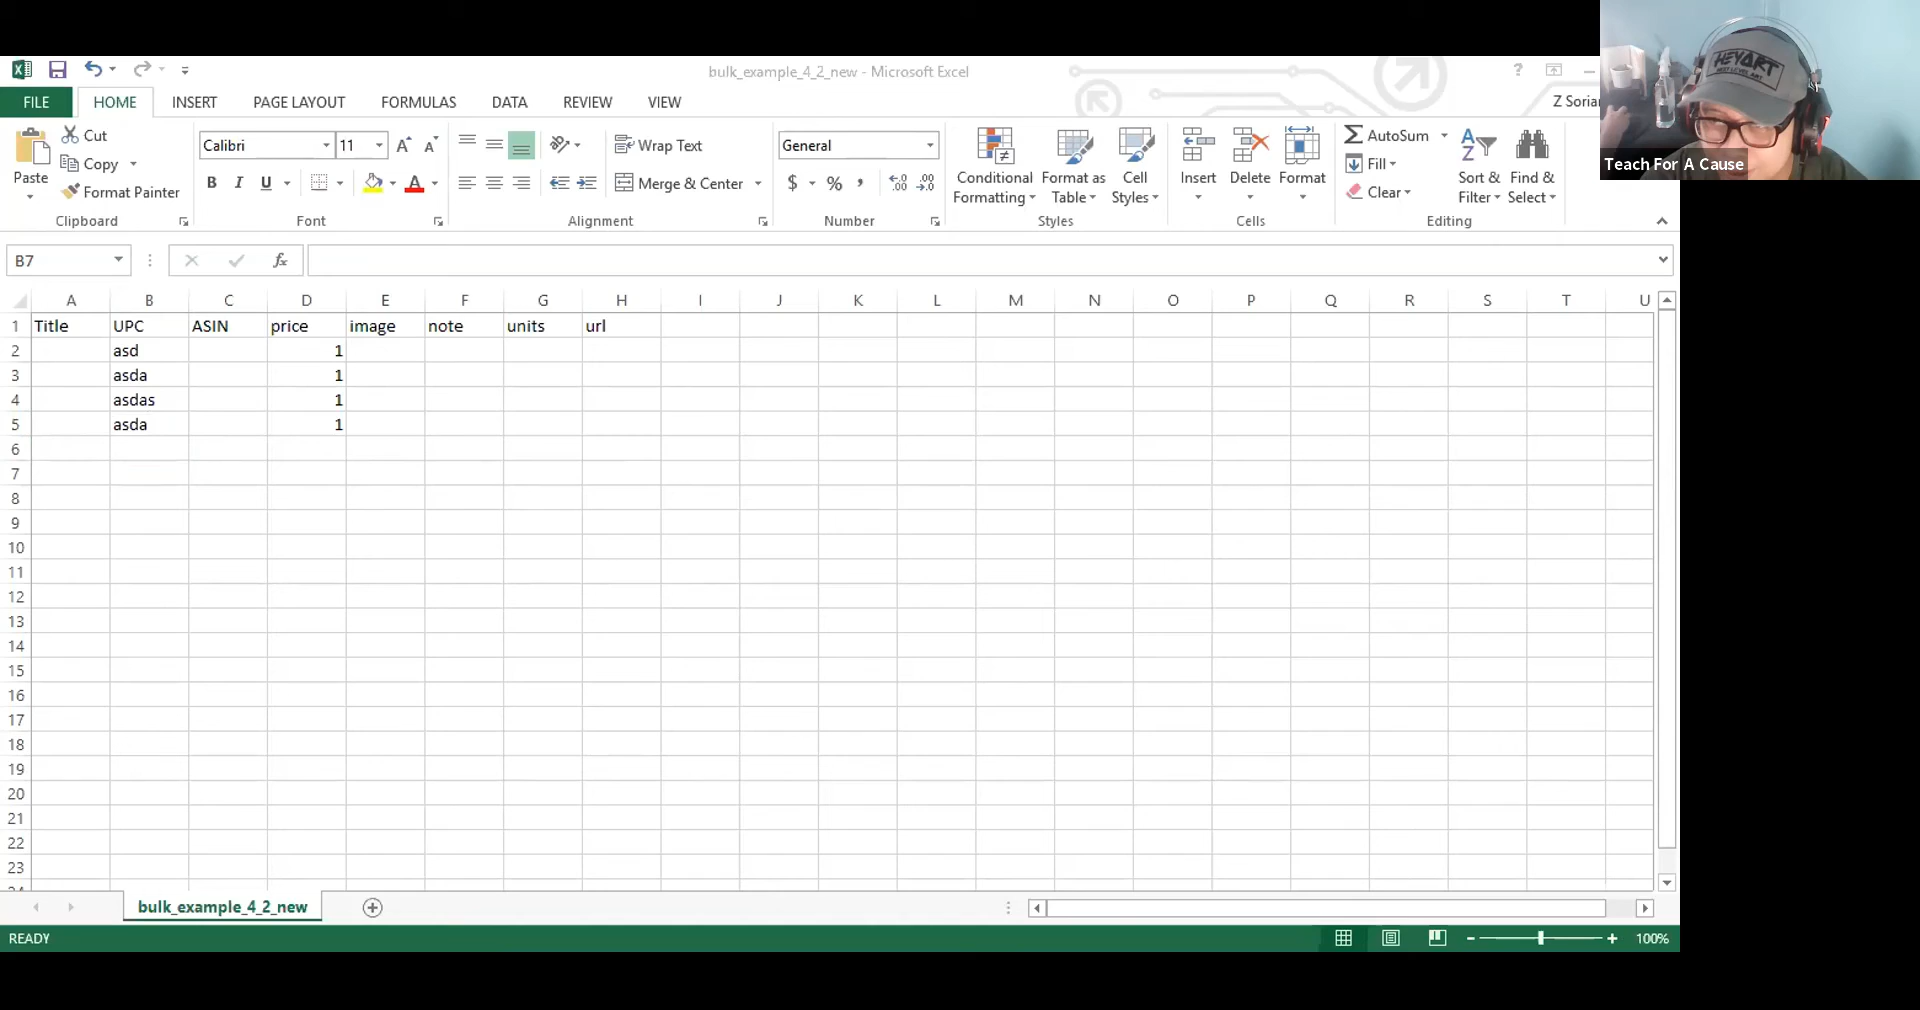 bulk_example_4_2_new - Microsoft Excel
?
FILE HOME INSERT PAGE LAYOUT FORMULAS DATA REVIEW VIEW
Z Sorian
Cut
Copy
Format Painter
Paste
Clipboard
Calibri 11
B I U A
Font
Wrap Text
Merge & Center
Alignment
General
$ % ,
Number
Conditional Formatting
Format as Table
Cell Styles
Styles
Insert
Delete
Format
Cells
AutoSum
Fill
Clear
Sort & Filter
Find & Select
Editing
HEYART
Teach For A Cause
B7
fx
A B C D E F G H I J K L M N O P Q R S T U
1 Title UPC ASIN price image note units url
2 asd 1
3 asda 1
4 asdas 1
5 asda 1
6
7
8
9
10
11
12
13
14
15
16
17
18
19
20
21
22
23
24
bulk_example_4_2_new
READY
100%